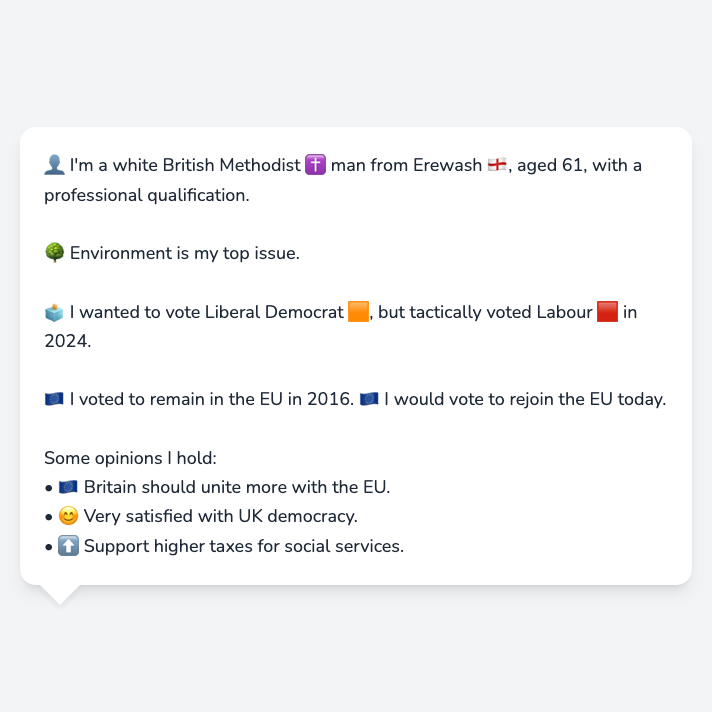 👤 I'm a white British Methodist ✝️ man from Erewash 🏴󠁧󠁢󠁥󠁮󠁧󠁿, aged 61, with a
professional qualification.
🌳 Environment is my top issue.
🗳️ I wanted to vote Liberal Democrat 🟧, but tactically voted Labour 🟥 in
2024.
🇪🇺 I voted to remain in the EU in 2016. 🇪🇺 I would vote to rejoin the EU today.
Some opinions I hold:
• 🇪🇺 Britain should unite more with the EU.
• 😊 Very satisfied with UK democracy.
• ⬆️ Support higher taxes for social services.